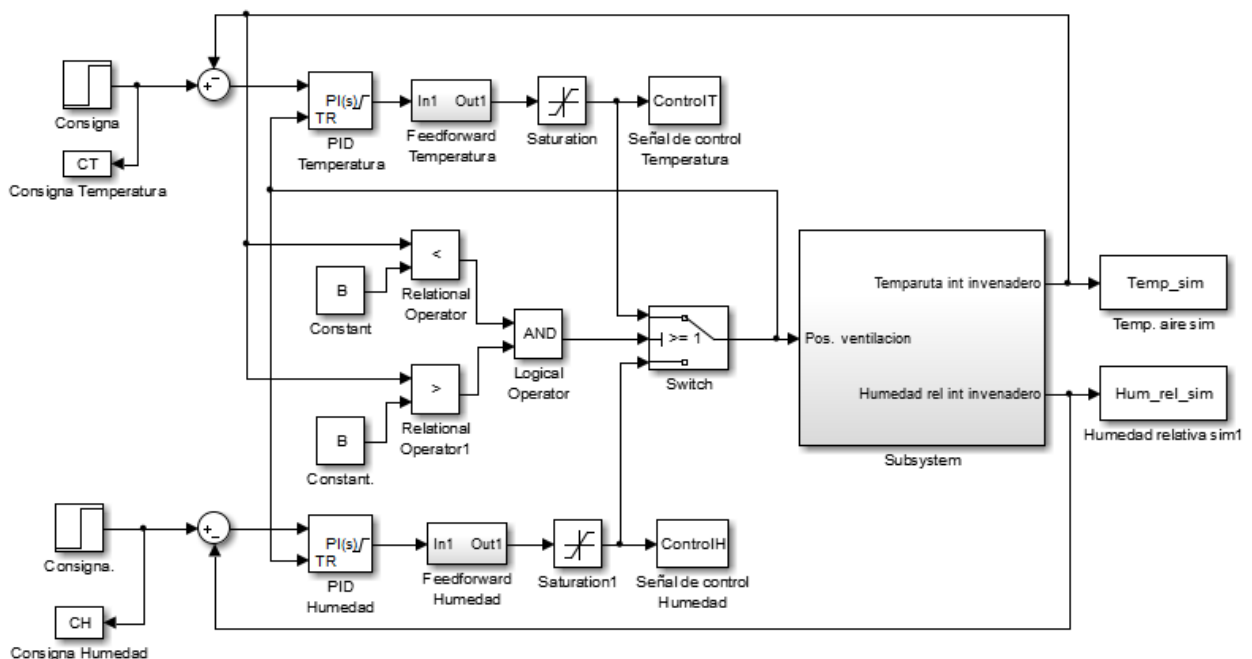 Consigna
CT
Consigna Temperatura
+
−
PI(s)
TR
PID
Temperatura
In1 Out1
Feedforward
Temperatura
Saturation
ControlT
Señal de control
Temperatura
<
Relational
Operator
B
Constant
AND
Logical
Operator
>
Relational
Operator1
B
Constant.
>= 1
Switch
Pos. ventilacion
Temparuta int invenadero
Humedad rel int invenadero
Subsystem
Temp_sim
Temp. aire sim
Hum_rel_sim
Humedad relativa sim1
Consigna.
CH
Consigna Humedad
+
−
PI(s)
TR
PID
Humedad
In1 Out1
Feedforward
Humedad
Saturation1
ControlH
Señal de control
Humedad